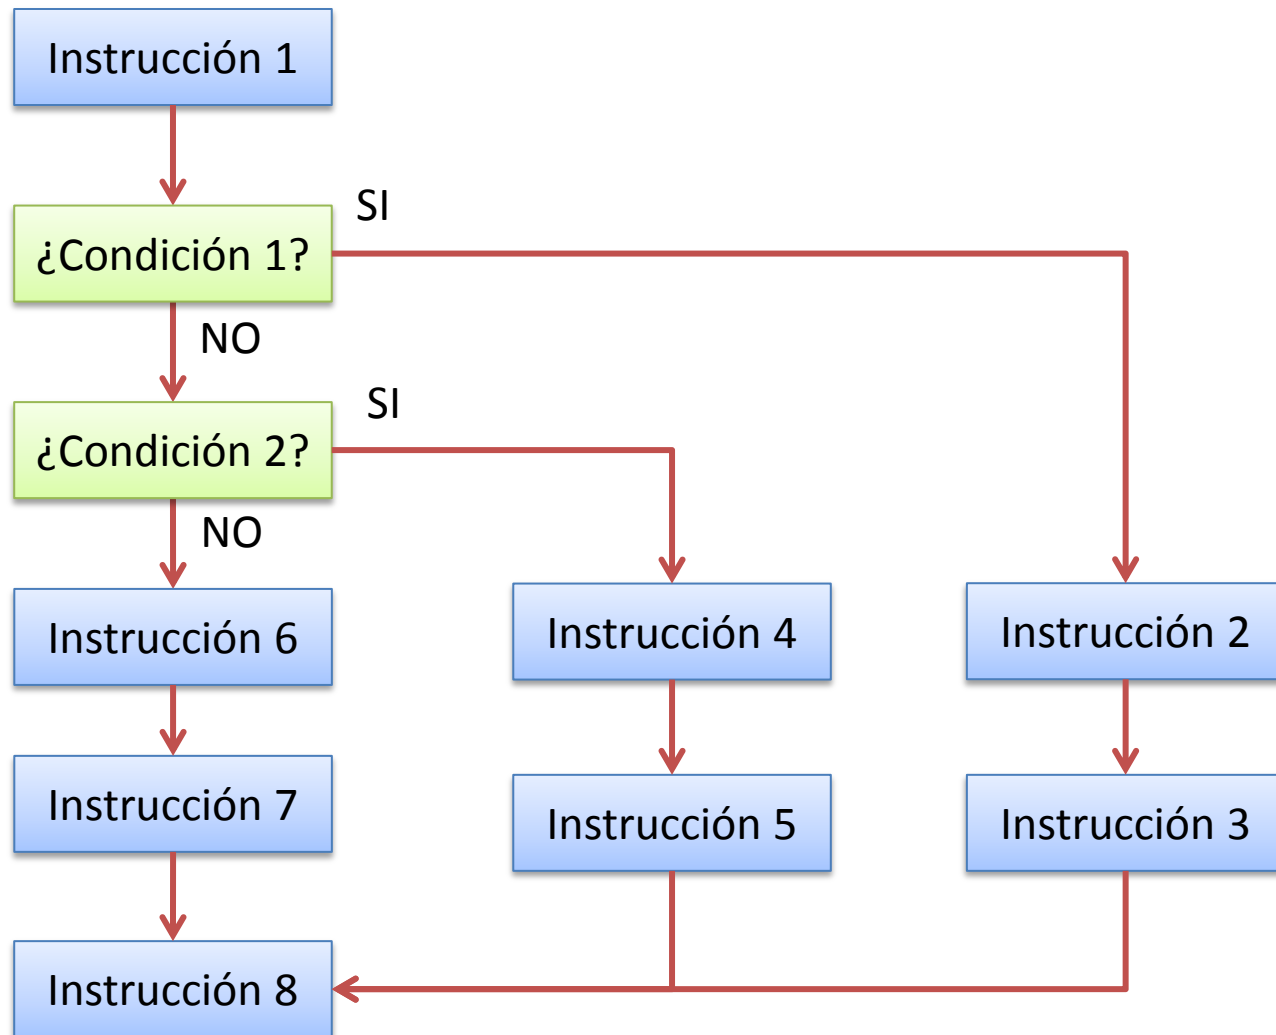 Instrucción 1
SI
¿Condición 1?
NO
SI
¿Condición 2?
NO
Instrucción 6
Instrucción 4
Instrucción 2
Instrucción 7
Instrucción 5
Instrucción 3
Instrucción 8